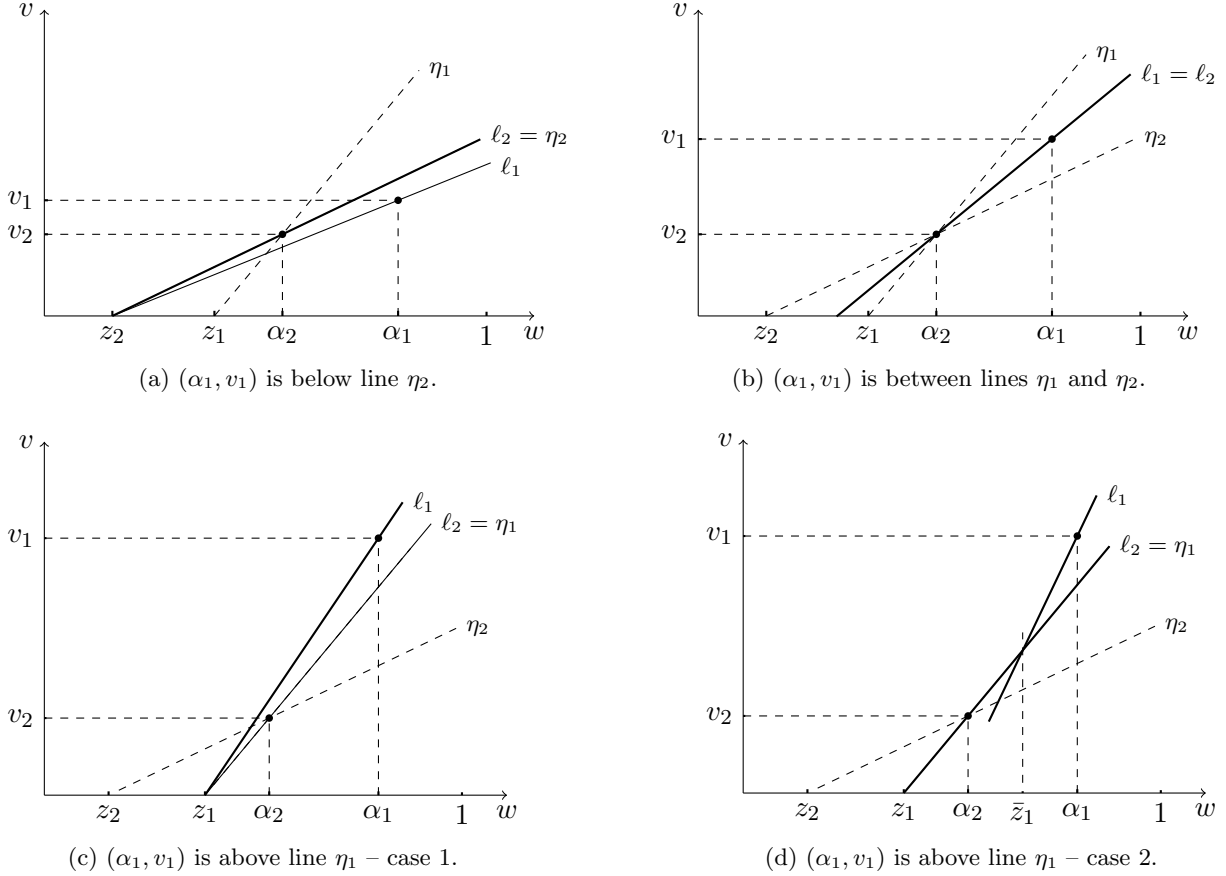 v
η₁
ℓ₂ = η₂
ℓ₁
v₁
v₂
z₂ z₁ α₂ α₁ 1 w
(a) (α₁, v₁) is below line η₂.
v
η₁
ℓ₁ = ℓ₂
v₁
η₂
v₂
z₂ z₁ α₂ α₁ 1 w
(b) (α₁, v₁) is between lines η₁ and η₂.
v
ℓ₁
ℓ₂ = η₁
v₁
η₂
v₂
z₂ z₁ α₂ α₁ 1 w
(c) (α₁, v₁) is above line η₁ – case 1.
v
ℓ₁
v₁
ℓ₂ = η₁
η₂
v₂
z₂ z₁ α₂ z̃₁ α₁ 1 w
(d) (α₁, v₁) is above line η₁ – case 2.